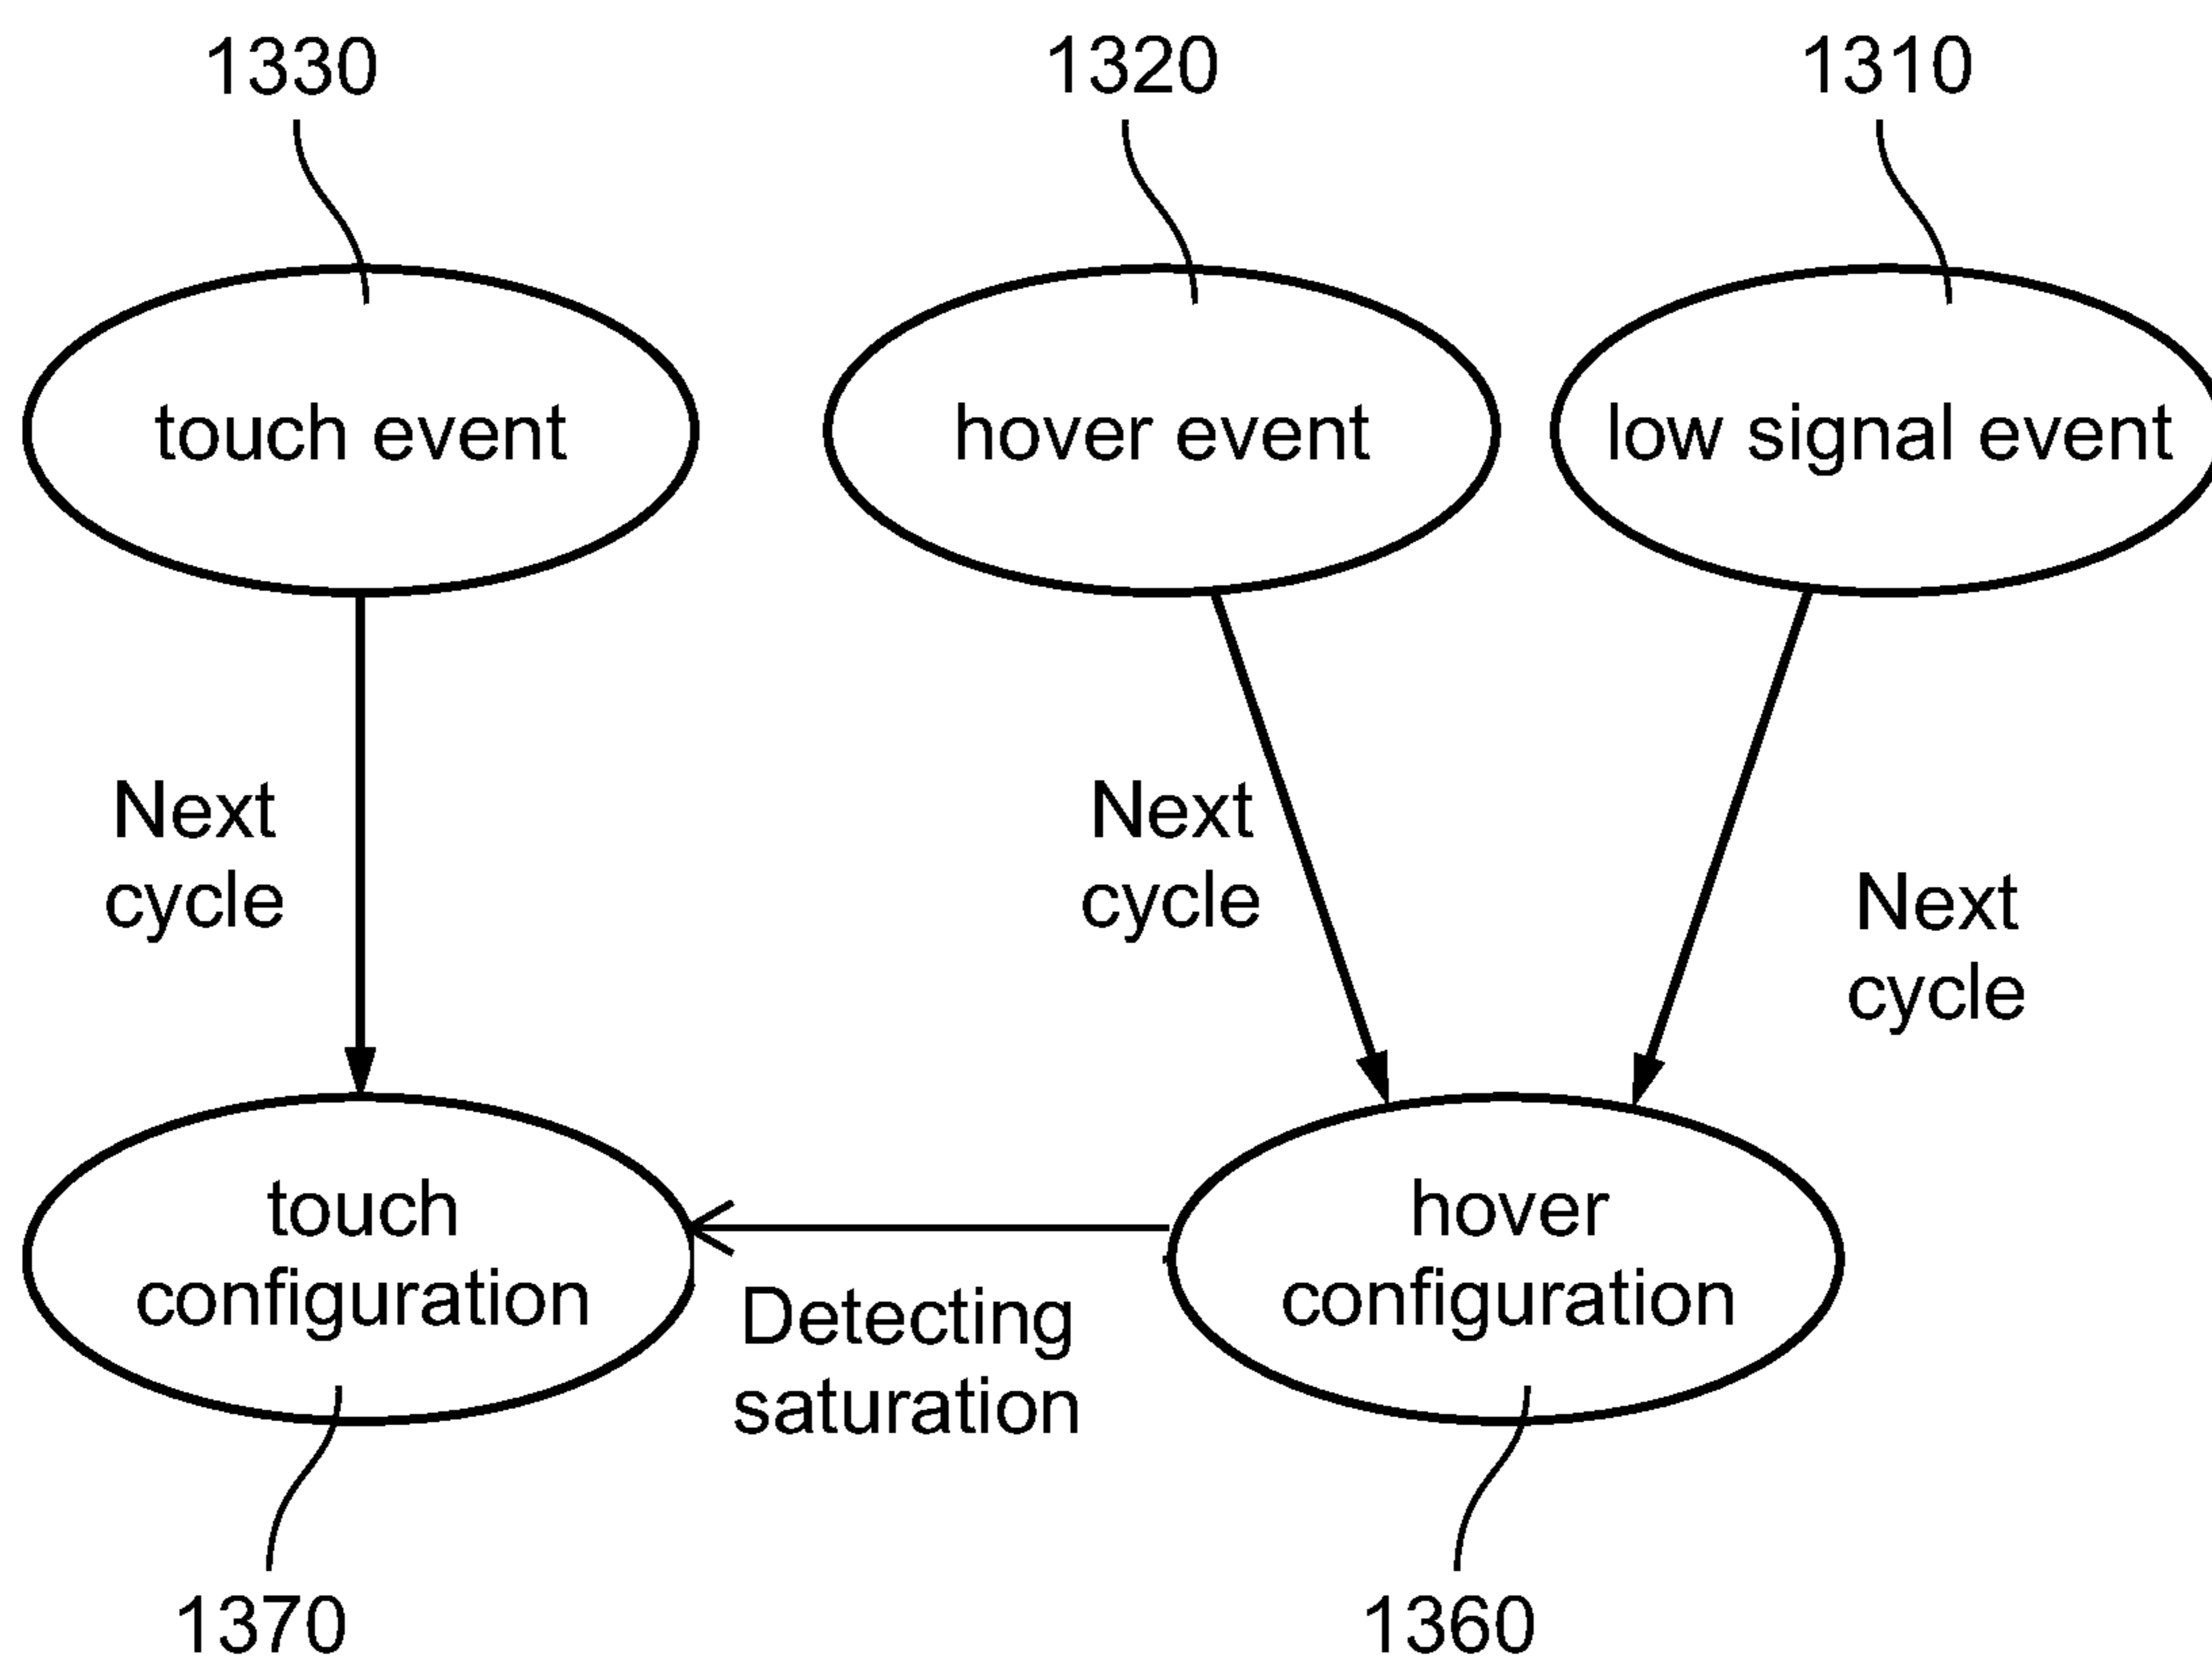 1330
1320
1310
touch event
hover event
low signal event
Next
cycle
Next
cycle
Next
cycle
touch
configuration
Detecting
saturation
hover
configuration
1370
1360